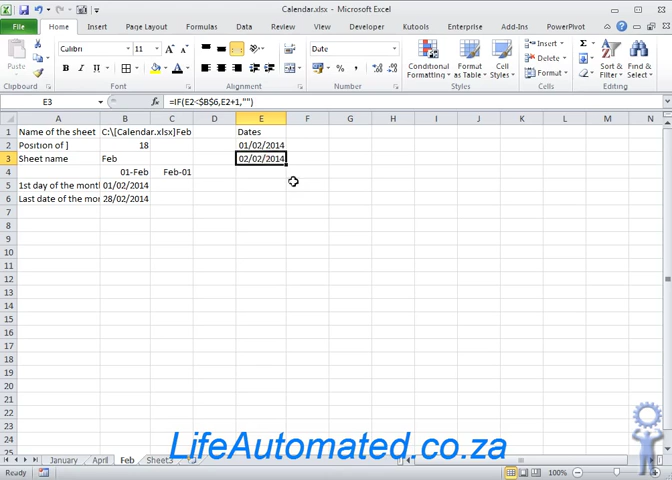 Calendar.xlsx - Microsoft Excel
File Home Insert Page Layout Formulas Data Review View Developer Kutools Enterprise Add-Ins PowerPivot
Calibri 11 Date Insert
Delete
Format
Paste Conditional Formatting Format as Table Cell Styles Sort & Filter Find & Select
Clipboard Font Alignment Number Styles Cells Editing
E3 fx =IF(E2<$B$6,E2+1,"")
A B C D E F G H I J K L M N
1 Name of the sheet C:\[Calendar.xlsx]Feb Dates
2 Position of ] 18 01/02/2014
3 Sheet name Feb 02/02/2014
4 01-Feb Feb-01
5 1st day of the month 01/02/2014
6 Last date of the mon 28/02/2014
7
8
9
10
11
12
13
14
15
16
17
18
19
20
21
22
23
24
25
LifeAutomated.co.za
January April Feb Sheet3
Ready 100%